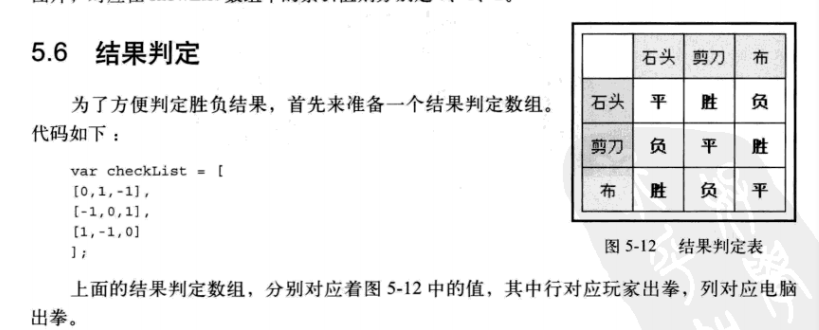 5.6 结果判定
为了方便判定胜负结果，首先来准备一个结果判定数组。
代码如下：
var checkList = [
[0,1,-1],
[-1,0,1],
[1,-1,0]
];
石头 剪刀 布
石头 平 胜 负
剪刀 负 平 胜
布 胜 负 平
图 5-12 结果判定表
上面的结果判定数组，分别对应着图 5-12 中的值，其中行对应玩家出拳，列对应电脑
出拳。